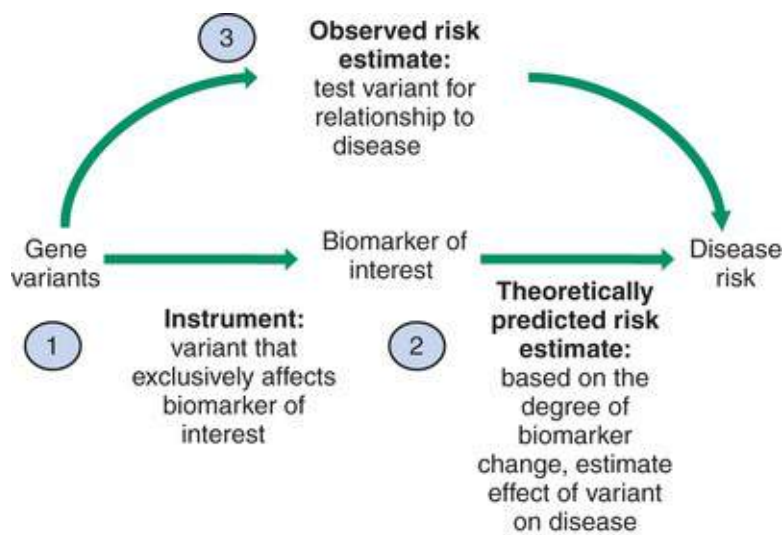 3
Observed risk
estimate:
test variant for
relationship to
disease
Gene
variants
Biomarker of
interest
Disease
risk
1
Instrument:
variant that
exclusively affects
biomarker of
interest
2
Theoretically
predicted risk
estimate:
based on the
degree of
biomarker
change, estimate
effect of variant
on disease